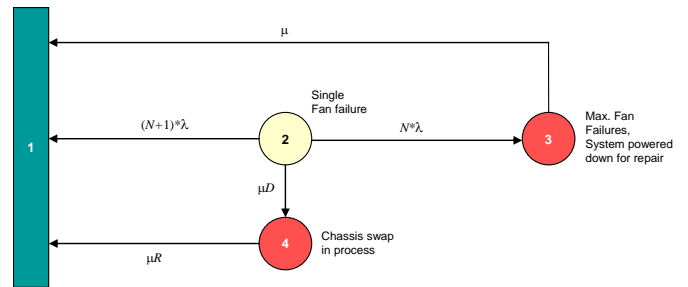 μ
Single
Fan failure
(N+1)*λ
N*λ
1
2
3
Max. Fan
Failures,
System powered
down for repair
μD
4
Chassis swap
in process
μR